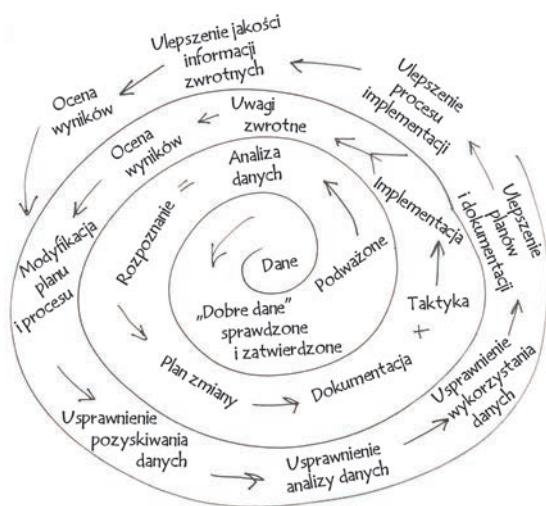 Dane
„Dobre dane”
sprawdzone
i zatwierdzone
Podważone
Analiza
danych
=
Rozpoznanie
Plan zmiany
Dokumentacja
+
Taktyka
Implementacja
Uwagi
zwrotne
Ocena
wyników
Modyfikacja
planu
i procesu
Usprawnienie
pozyskiwania
danych
Usprawnienie
analizy danych
Usprawnienie
wykorzystania
danych
Ulepszenie
planów
i dokumentacji
Ulepszenie
procesu
implementacji
Ulepszenie jakości
informacji
zwrotnych
Ocena
wyników